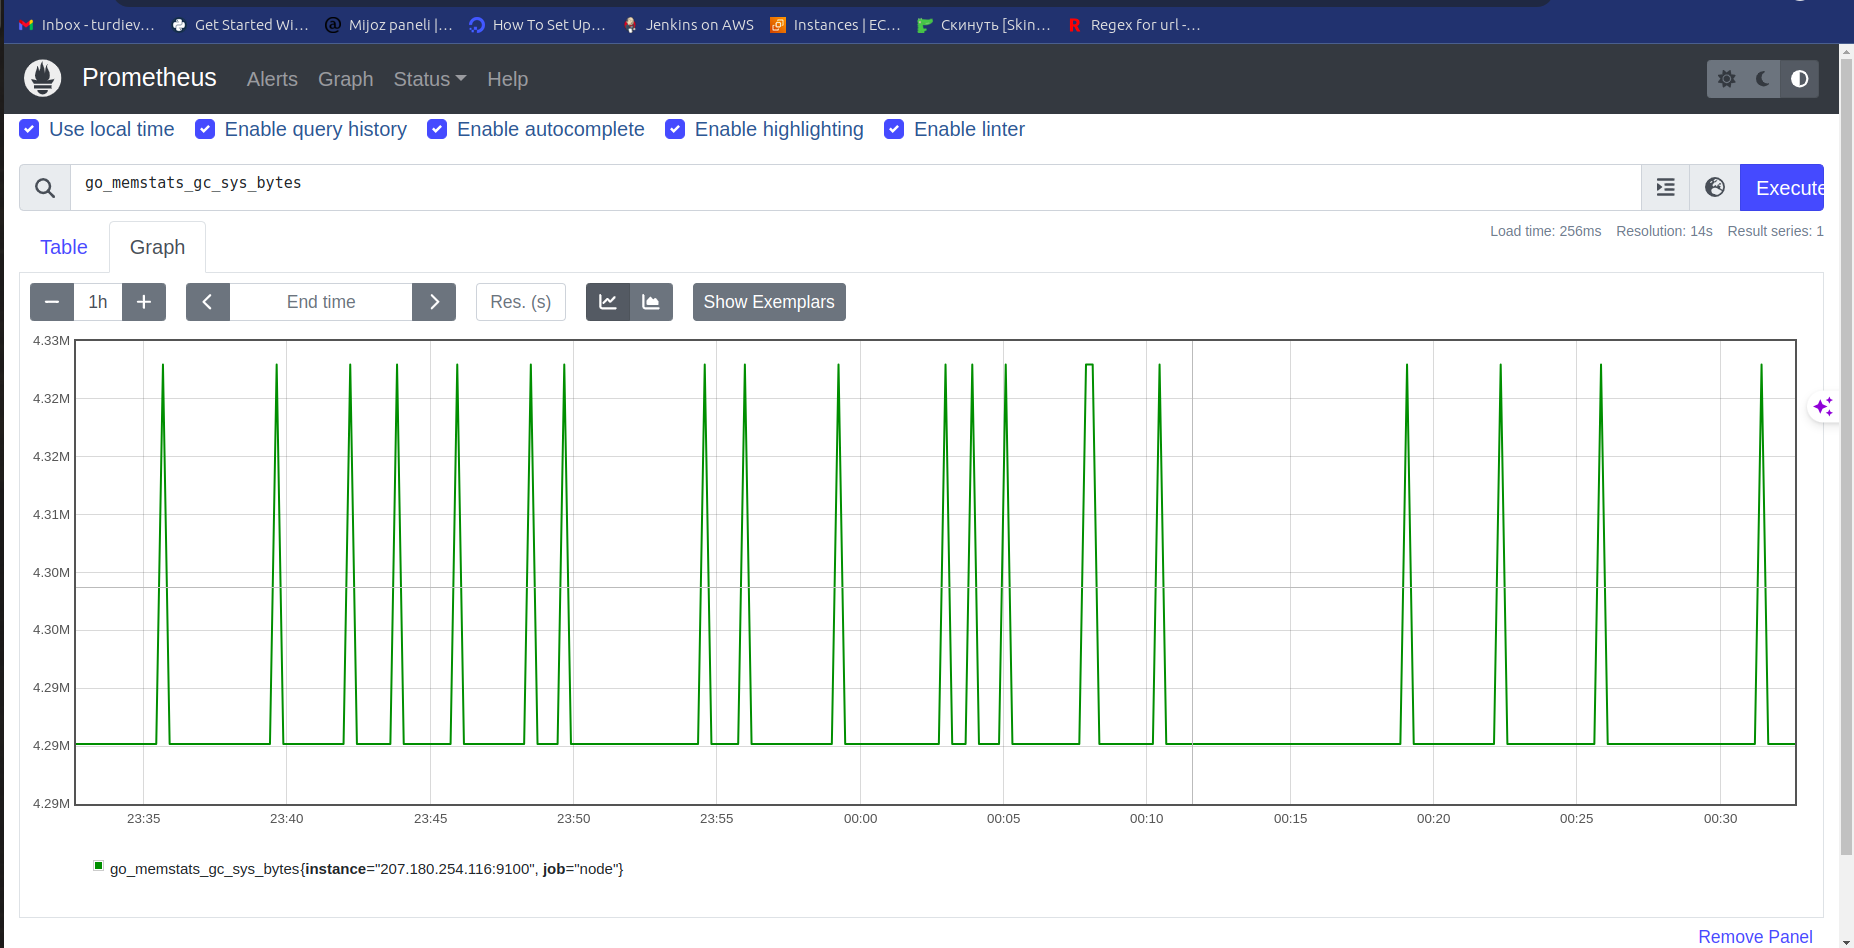 Inbox - turdiev... Get Started Wi... Mijoz paneli |... How To Set Up... Jenkins on AWS Instances | EC... Скинуть [Skin... Regex for url -...
Prometheus Alerts Graph Status Help
Use local time Enable query history Enable autocomplete Enable highlighting Enable linter
go_memstats_gc_sys_bytes
Execute
Table Graph
Load time: 256ms Resolution: 14s Result series: 1
1h End time Res. (s) Show Exemplars
4.33M
4.32M
4.32M
4.31M
4.30M
4.30M
4.29M
4.29M
4.29M
23:35 23:40 23:45 23:50 23:55 00:00 00:05 00:10 00:15 00:20 00:25 00:30
go_memstats_gc_sys_bytes{instance="207.180.254.116:9100", job="node"}
Remove Panel